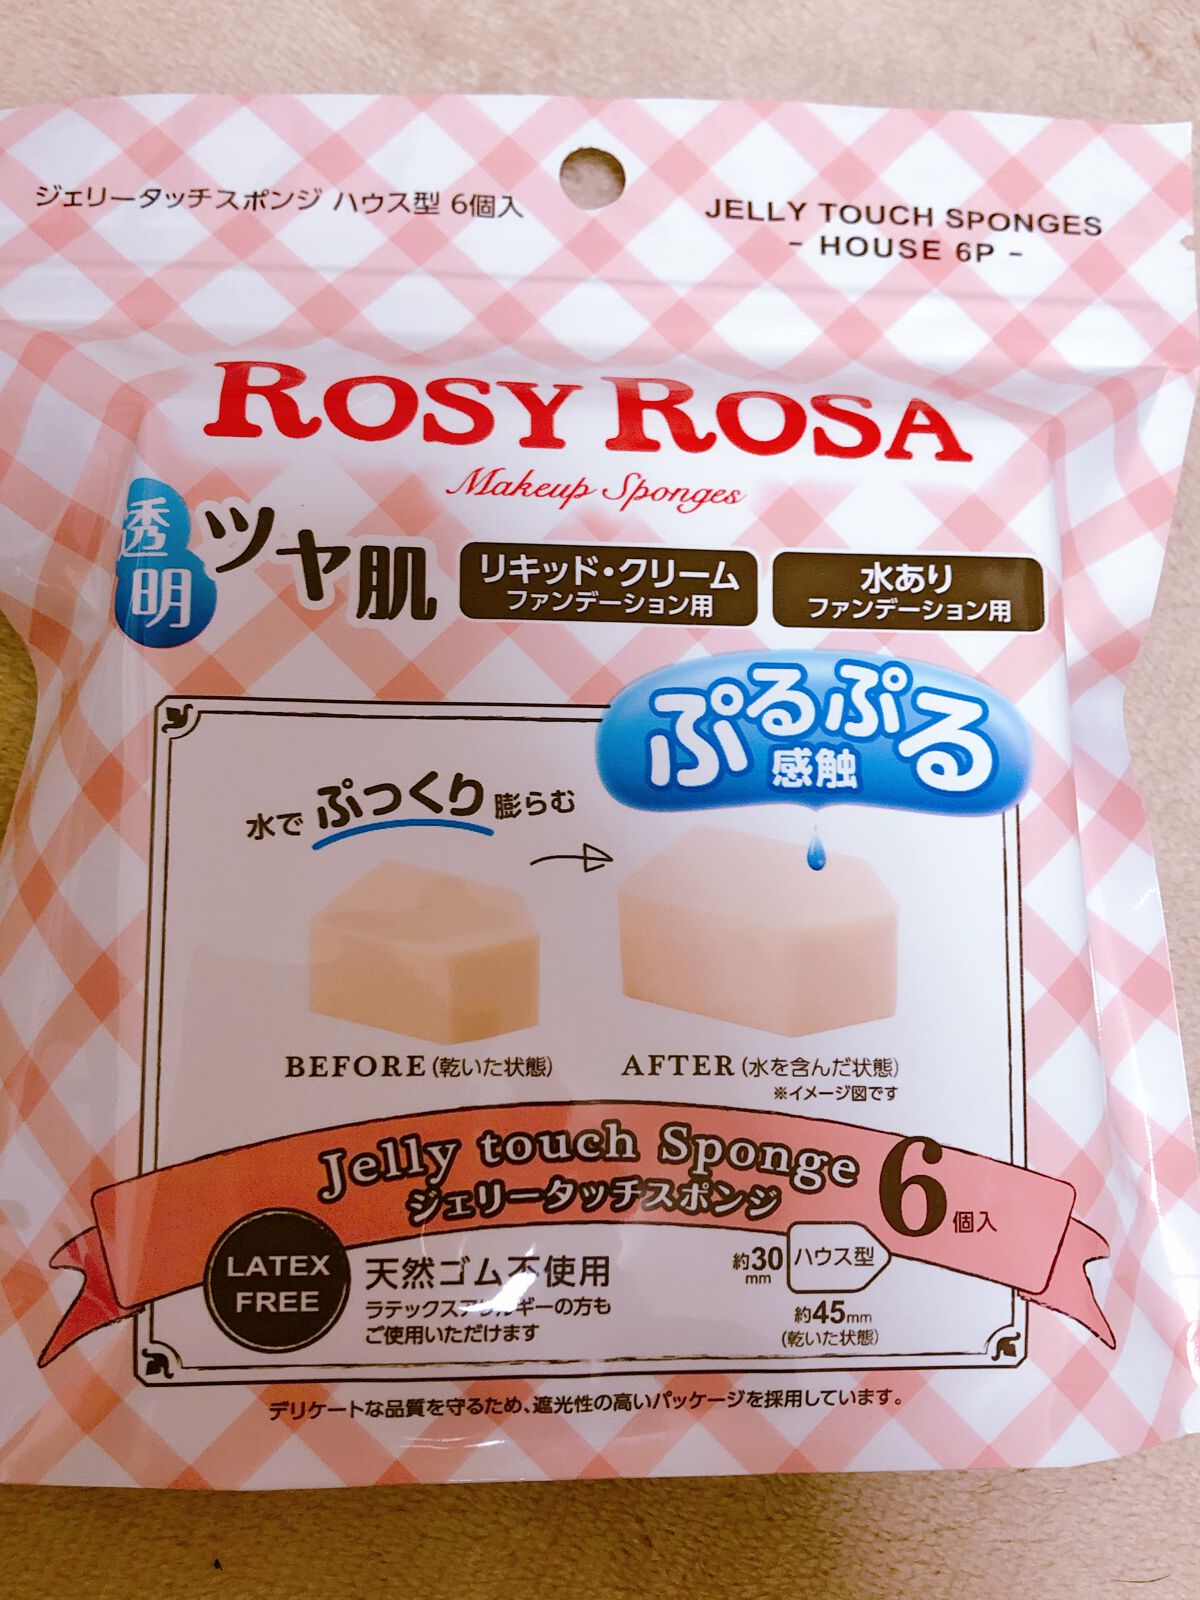 ジェリータッチスポンジ ハウス型 6個入
JELLY TOUCH SPONGES
- HOUSE 6P -
ROSY ROSA
Makeup Sponges
透明
ツヤ肌
リキッド・クリーム
ファンデーション用
水あり
ファンデーション用
ぷるぷる
感触
水で ぷっくり 膨らむ
BEFORE (乾いた状態)
AFTER (水を含んだ状態)
※イメージ図です
Jelly touch Sponge
ジェリータッチスポンジ
6個入
LATEX
FREE
天然ゴム不使用
ラテックスアレルギーの方も
ご使用いただけます
約30mm
ハウス型
約45mm
(乾いた状態)
デリケートな品質を守るため、遮光性の高いパッケージを採用しています。